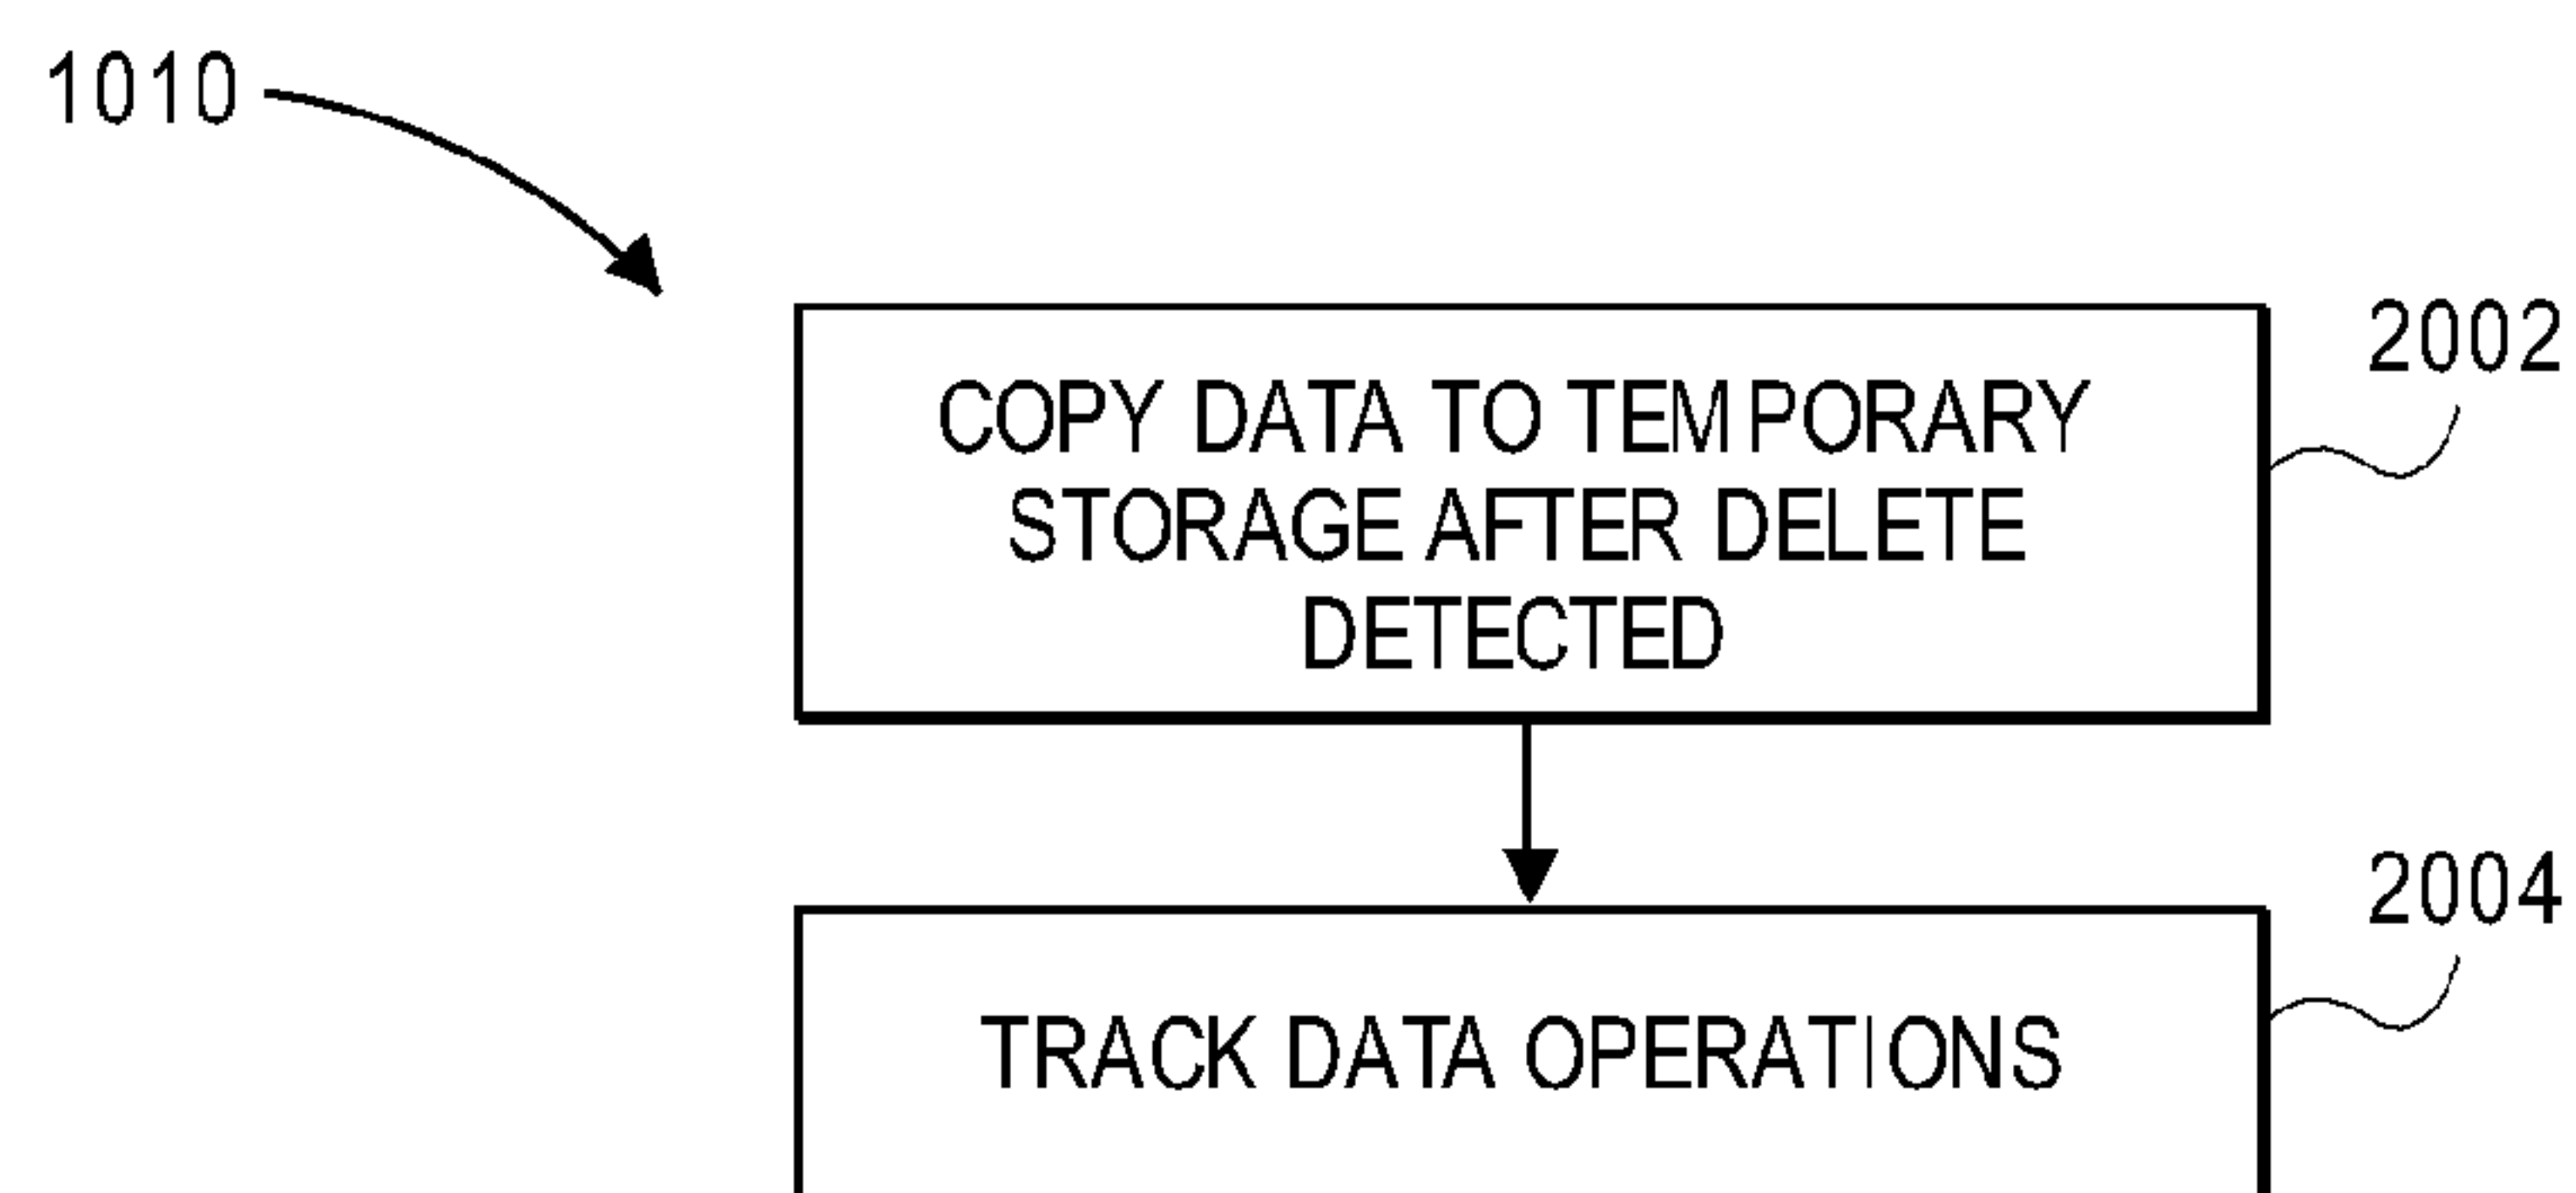 1010
2002
COPY DATA TO TEMPORARY
STORAGE AFTER DELETE
DETECTED
2004
TRACK DATA OPERATIONS